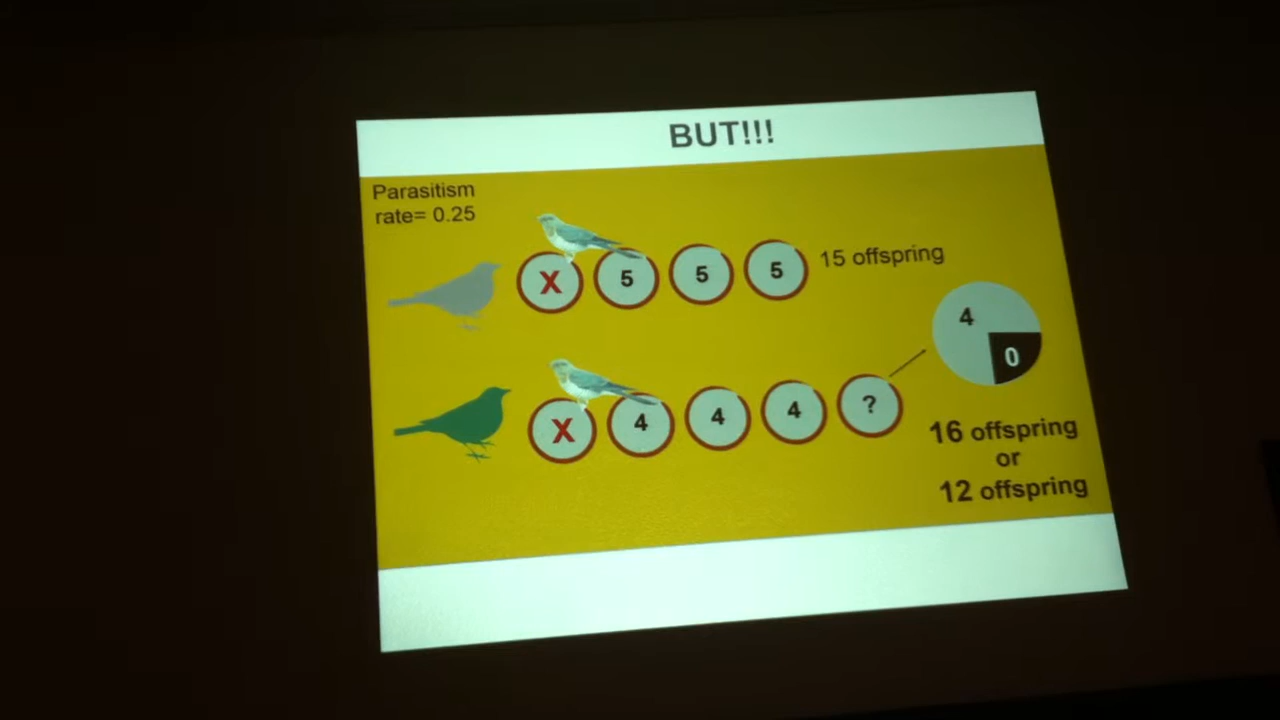 BUT!!!
Parasitism
rate= 0.25
X 5 5 5 15 offspring
4
0
X 4 4 4 ?
16 offspring
or
12 offspring